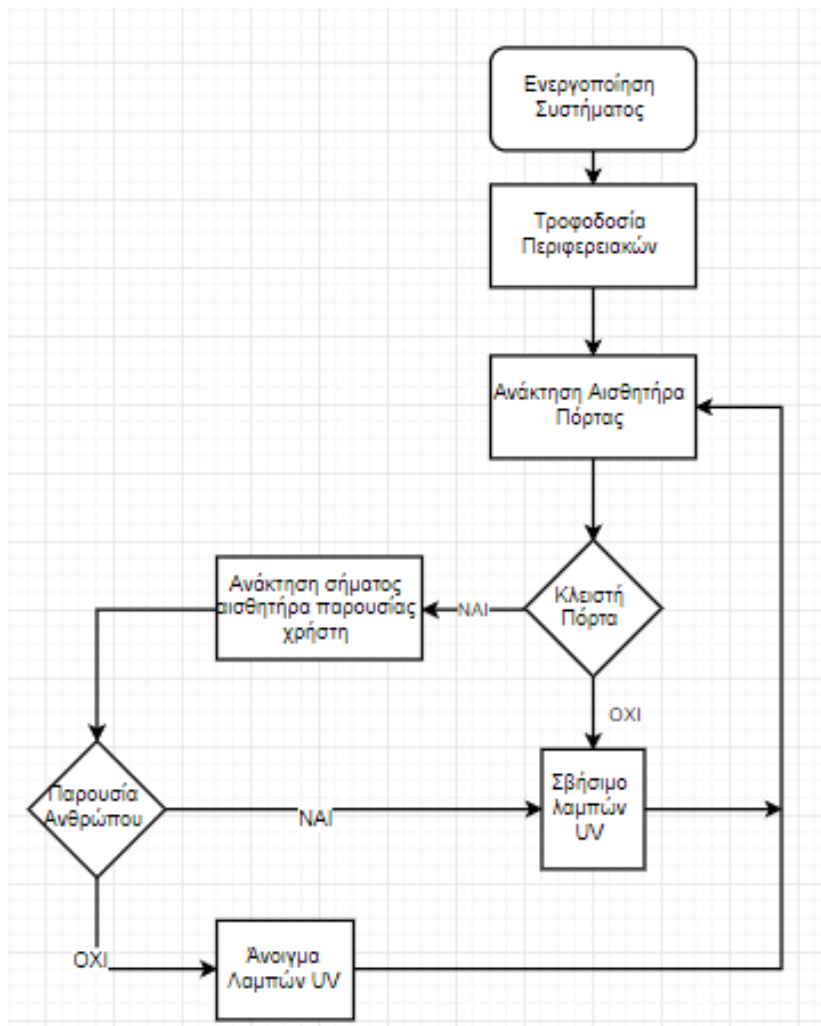 Ενεργοποίηση
Συστήματος
Τροφοδοσία
Περιφερειακών
Ανάκτηση Αισθητήρα
Πόρτας
Κλειστή
Πόρτα
ΝΑΙ
Ανάκτηση σήματος
αισθητήρα παρουσίας
χρήστη
ΟΧΙ
Σβήσιμο
λαμπών
UV
Παρουσία
Ανθρώπου
ΝΑΙ
ΟΧΙ
Άνοιγμα
Λαμπών UV